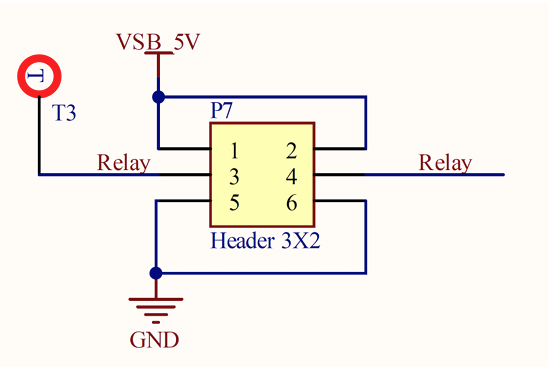 VSB_5V
T
T3
P7
Relay
1 2
Relay
3 4
5 6
Header 3X2
GND